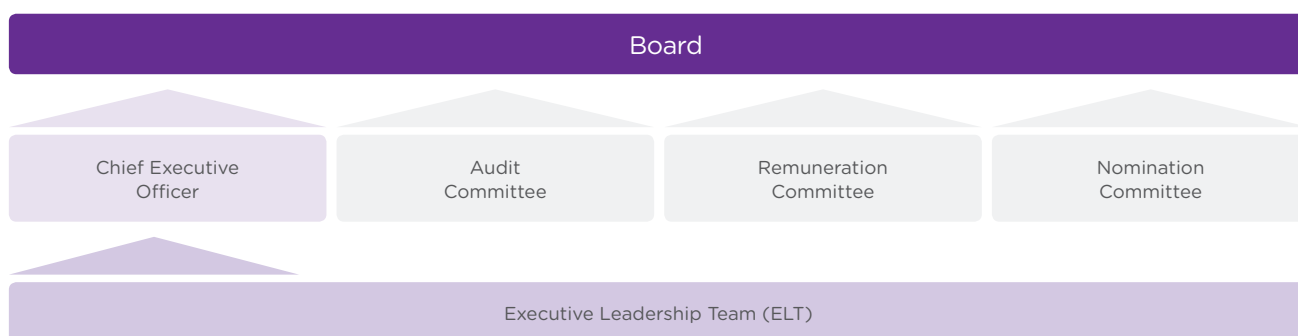 Board
Chief Executive
Officer
Audit
Committee
Remuneration
Committee
Nomination
Committee
Executive Leadership Team (ELT)